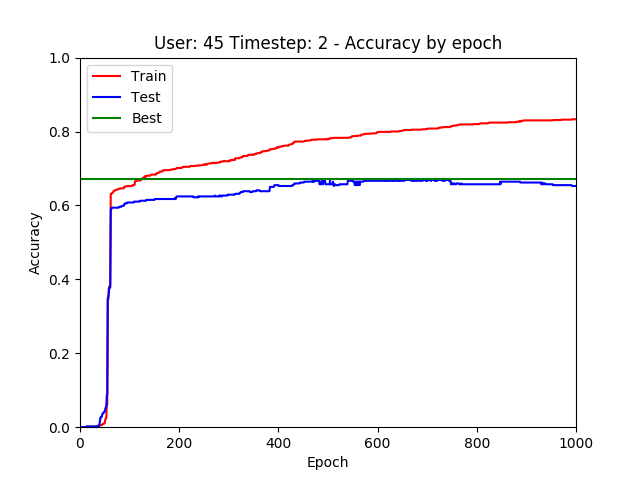 User: 45 Timestep: 2 - Accuracy by epoch
Train
Test
Best
1.0
0.8
0.6
0.4
0.2
0.0
Accuracy
0 200 400 600 800 1000
Epoch